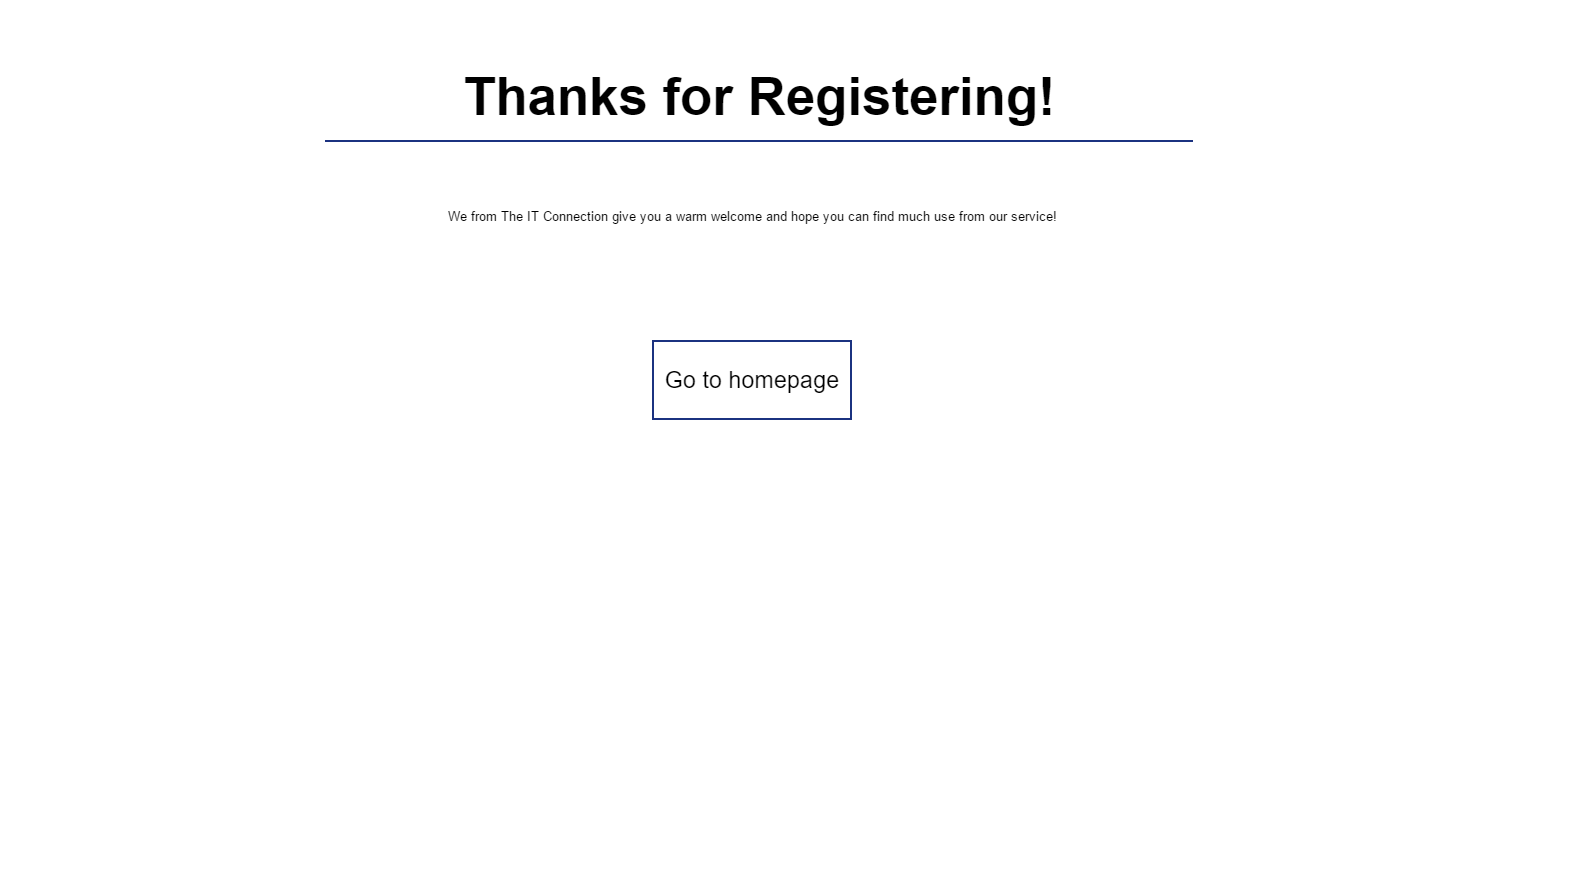 Thanks for Registering!
We from The IT Connection give you a warm welcome and hope you can find much use from our service!
Go to homepage